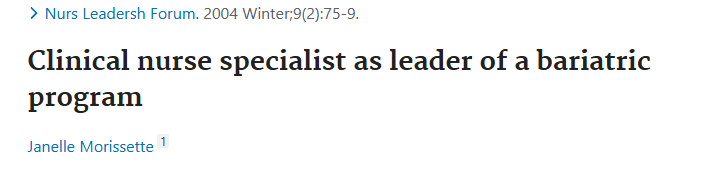 > Nurs Leadersh Forum. 2004 Winter;9(2):75-9.
Clinical nurse specialist as leader of a bariatric
program
Janelle Morissette 1